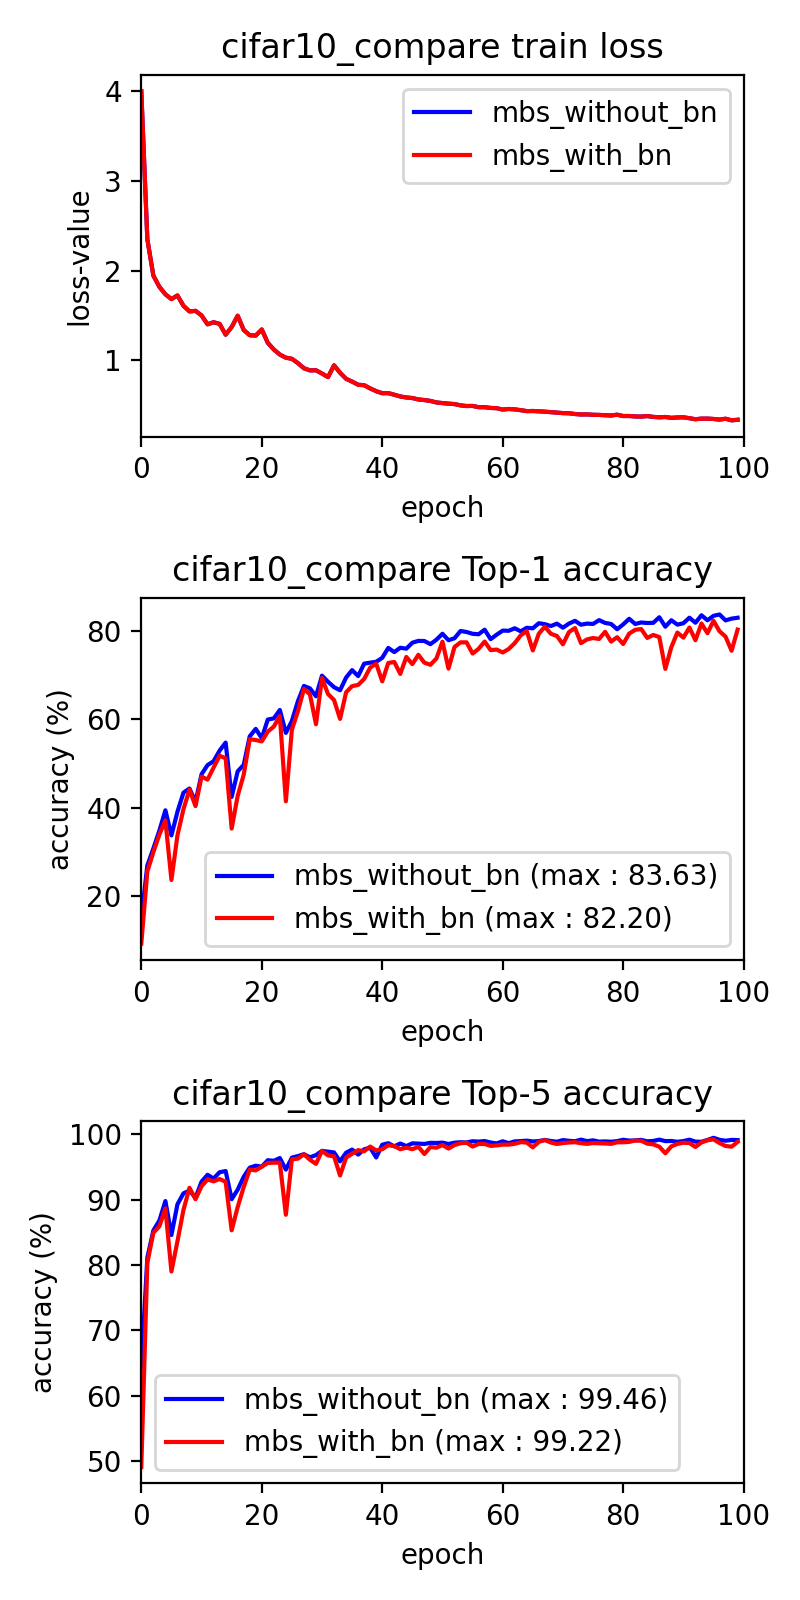 cifar10_compare train loss
4
3
2
1
loss-value
mbs_without_bn
mbs_with_bn
0 20 40 60 80 100
epoch
cifar10_compare Top-1 accuracy
80
60
40
20
accuracy (%)
mbs_without_bn (max : 83.63)
mbs_with_bn (max : 82.20)
0 20 40 60 80 100
epoch
cifar10_compare Top-5 accuracy
100
90
80
70
60
50
accuracy (%)
mbs_without_bn (max : 99.46)
mbs_with_bn (max : 99.22)
0 20 40 60 80 100
epoch